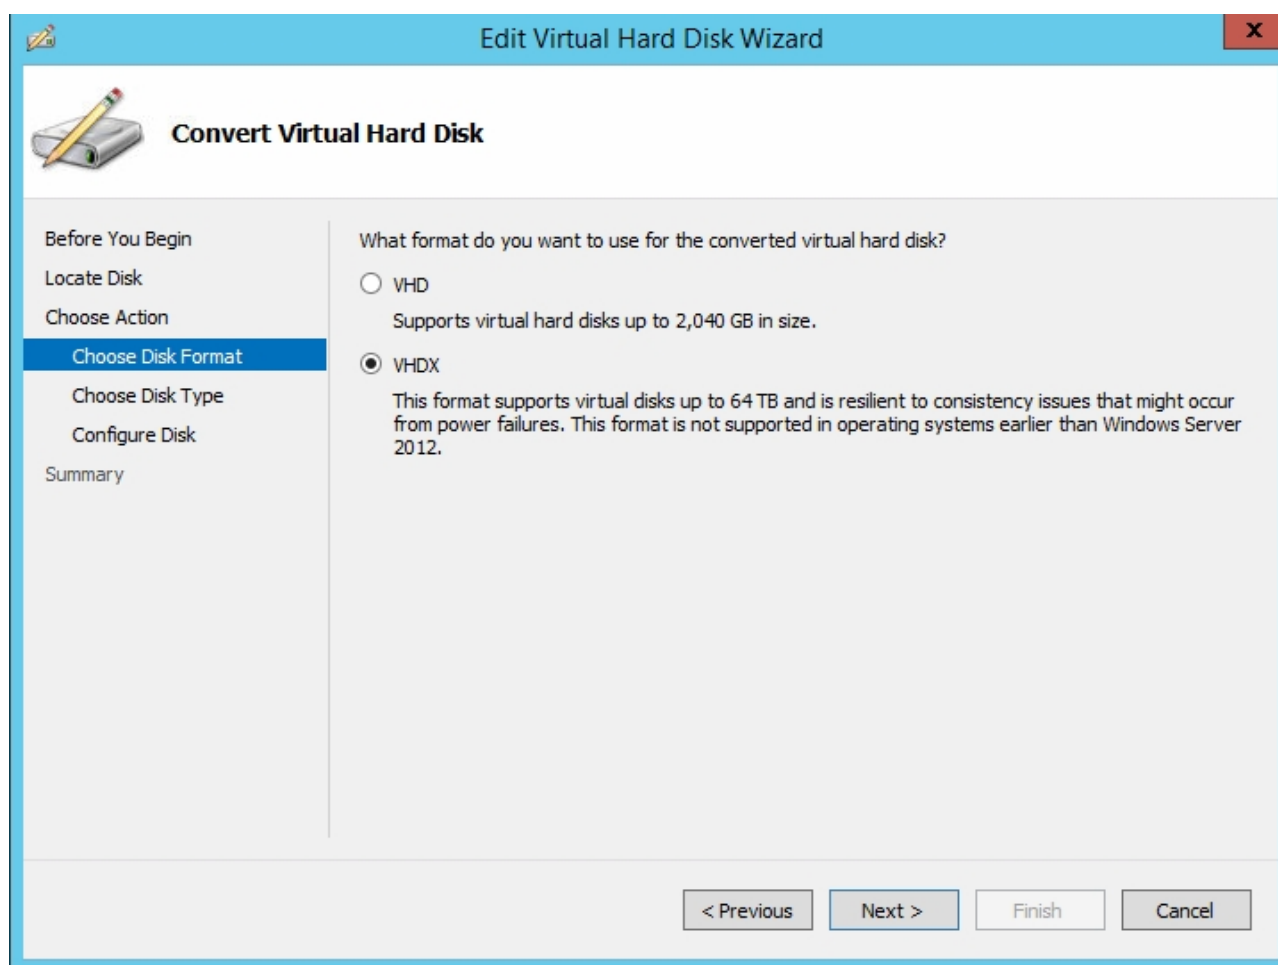 Edit Virtual Hard Disk Wizard
x
Convert Virtual Hard Disk
Before You Begin
Locate Disk
Choose Action
Choose Disk Format
Choose Disk Type
Configure Disk
Summary
What format do you want to use for the converted virtual hard disk?
VHD
Supports virtual hard disks up to 2,040 GB in size.
VHDX
This format supports virtual disks up to 64 TB and is resilient to consistency issues that might occur
from power failures. This format is not supported in operating systems earlier than Windows Server
2012.
< Previous
Next >
Finish
Cancel